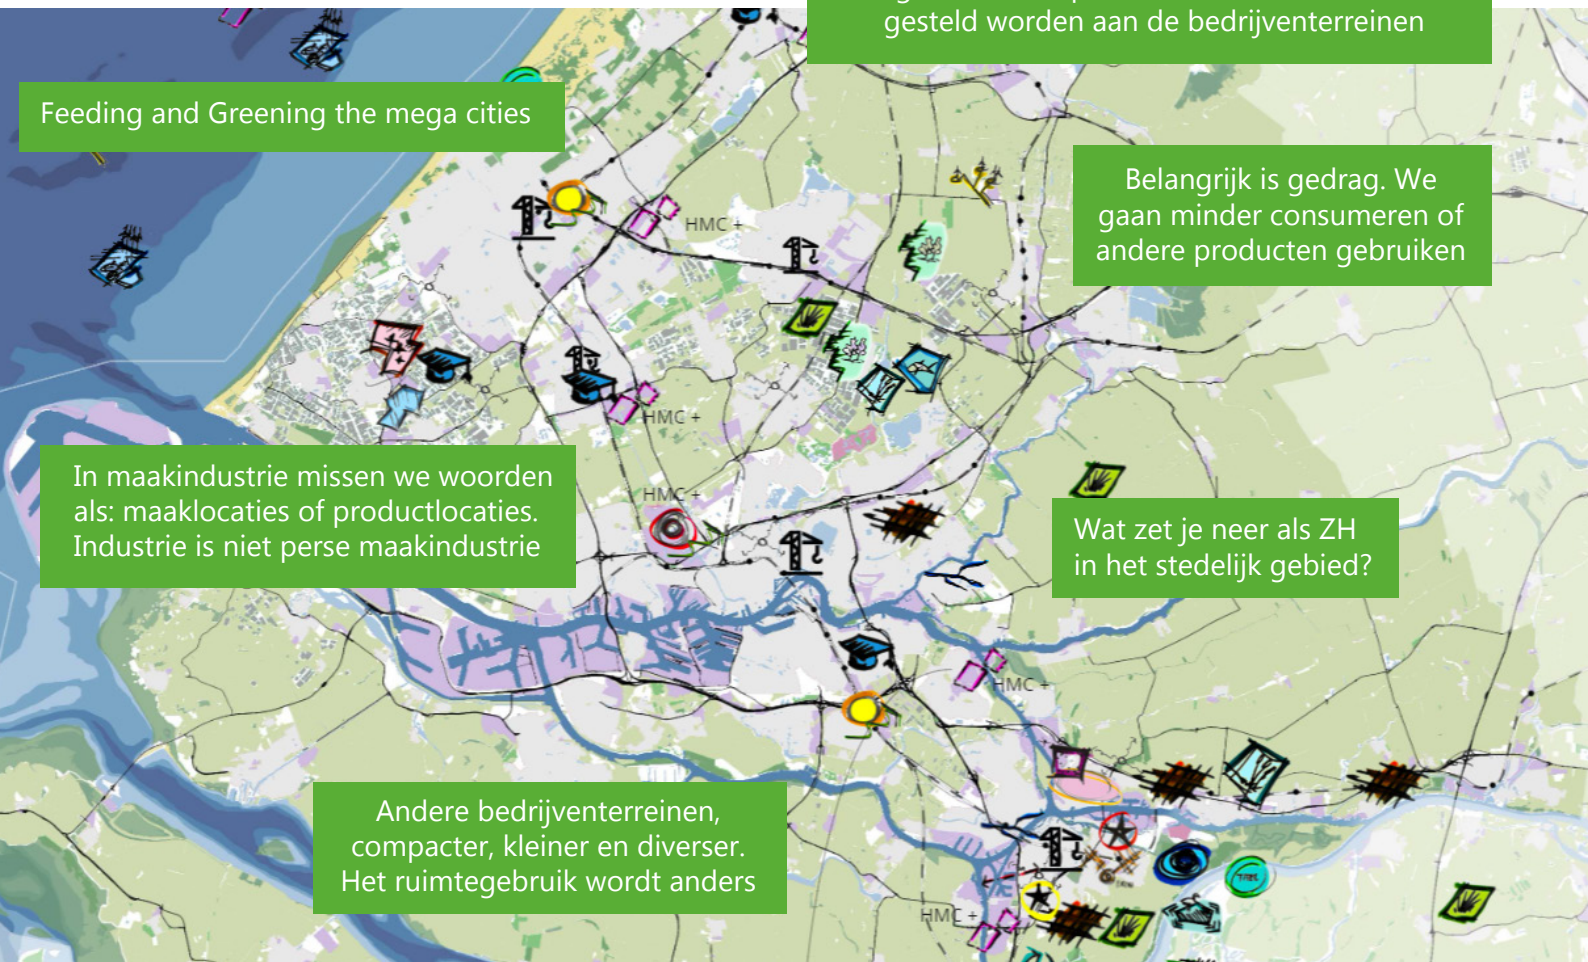 gesteld worden aan de bedrijventerreinen
Feeding and Greening the mega cities
Belangrijk is gedrag. We
gaan minder consumeren of
andere producten gebruiken
HMC +
HMC +
In maakindustrie missen we woorden
als: maaklocaties of productlocaties.
Industrie is niet perse maakindustrie
HMC +
Wat zet je neer als ZH
in het stedelijk gebied?
HMC +
Andere bedrijventerreinen,
compacter, kleiner en diverser.
Het ruimtegebruik wordt anders
HMC +